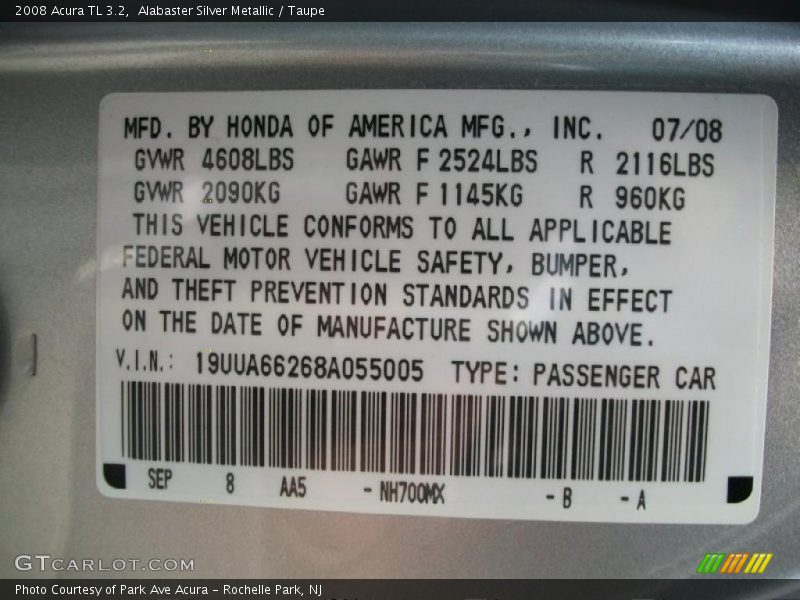 2008 Acura TL 3.2,  Alabaster Silver Metallic / Taupe
MFD. BY HONDA OF AMERICA MFG., INC. 07/08
GVWR 4608LBS GAWR F 2524LBS R 2116LBS
GVWR 2090KG GAWR F 1145KG R 960KG
THIS VEHICLE CONFORMS TO ALL APPLICABLE
FEDERAL MOTOR VEHICLE SAFETY, BUMPER,
AND THEFT PREVENTION STANDARDS IN EFFECT
ON THE DATE OF MANUFACTURE SHOWN ABOVE.
V.I.N.: 19UUA66268A055005 TYPE: PASSENGER CAR
SEP 8 AA5 - NH700MX - B - A
GTCARLOT.COM
Photo Courtesy of Park Ave Acura - Rochelle Park, NJ